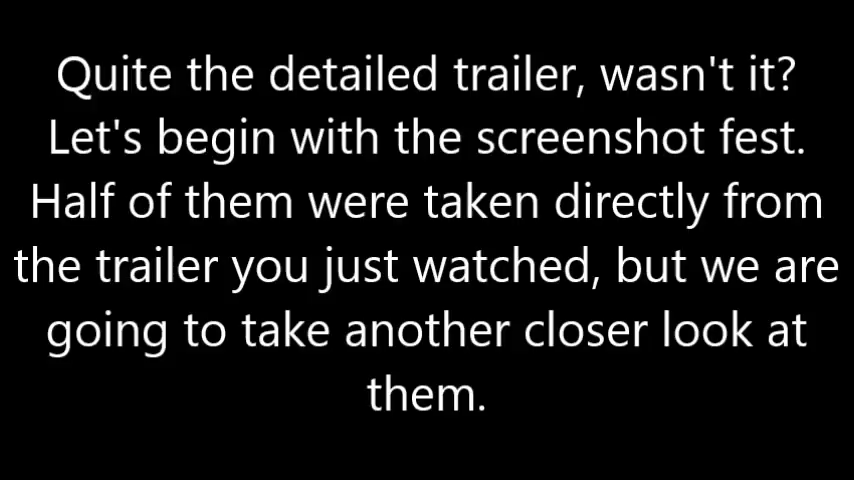 Quite the detailed trailer, wasn't it?
Let's begin with the screenshot fest.
Half of them were taken directly from
the trailer you just watched, but we are
going to take another closer look at
them.